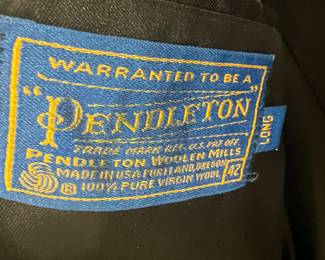 WARRANTED TO BE A
"PENDLETON"
TRADE MARK REG. U.S. PAT. OFF.
PENDLETON WOOLEN MILLS
MADE IN USA PORTLAND, OREGON
® 100% PURE VIRGIN WOOL
42
LONG